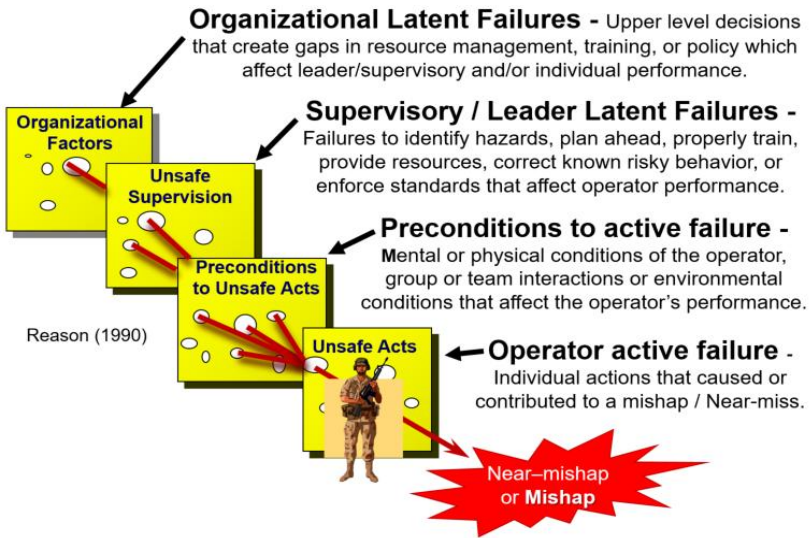 Organizational Latent Failures - Upper level decisions
that create gaps in resource management, training, or policy which
affect leader/supervisory and/or individual performance.
Organizational
Factors
Supervisory / Leader Latent Failures -
Failures to identify hazards, plan ahead, properly train,
provide resources, correct known risky behavior, or
enforce standards that affect operator performance.
Unsafe
Supervision
Preconditions to active failure -
Mental or physical conditions of the operator,
group or team interactions or environmental
conditions that affect the operator's performance.
Preconditions
to Unsafe Acts
Reason (1990)
Unsafe Acts
Operator active failure -
Individual actions that caused or
contributed to a mishap / Near-miss.
Near–mishap
or Mishap